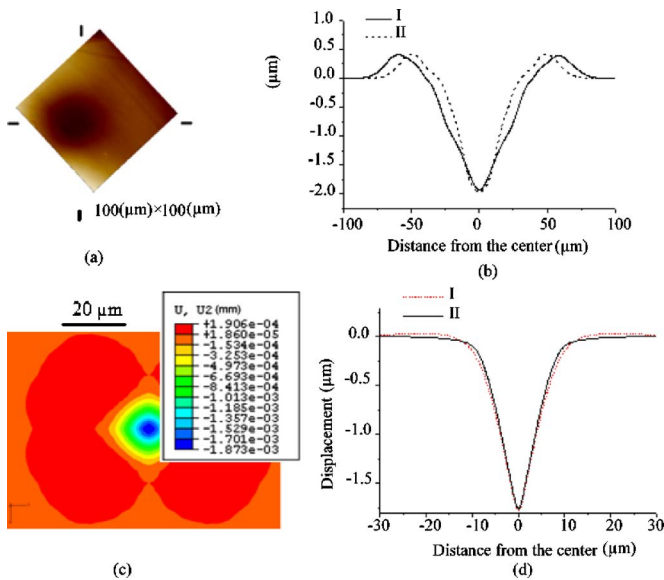 100(µm)×100(µm)
(a)
I
II
(µm)
1.0
0.5
0.0
-0.5
-1.0
-1.5
-2.0
-100 -50 0 50 100
Distance from the center(µm)
(b)
20 µm
U, U2 (mm)
+1.906e-04
+1.860e-05
-1.534e-04
-3.253e-04
-4.973e-04
-6.693e-04
-8.413e-04
-1.013e-03
-1.185e-03
-1.357e-03
-1.529e-03
-1.701e-03
-1.873e-03
(c)
I
II
Displacement (µm)
0.0
-0.5
-1.0
-1.5
-30 -20 -10 0 10 20 30
Distance from the center (µm)
(d)